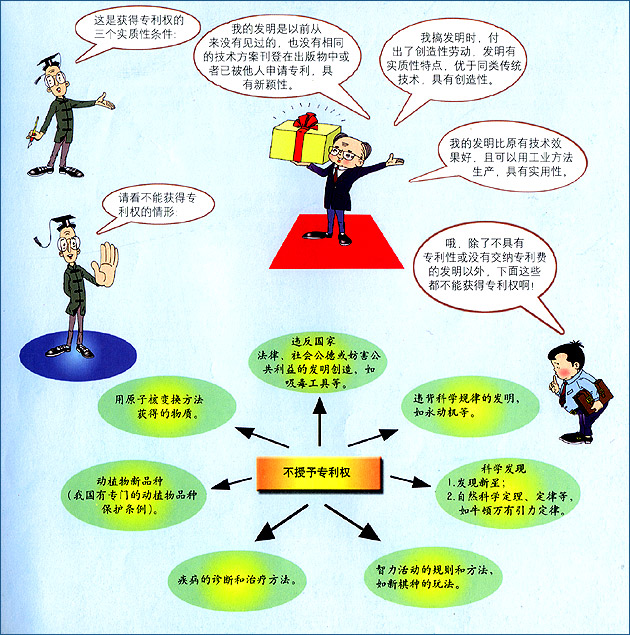 这是获得专利权的
三个实质性条件:
我的发明是以前从
来没有见过的，也没有相同
的技术方案刊登在出版物中或
者已被他人申请专利，具
有新颖性。
我搞发明时，付
出了创造性劳动，发明有
实质性特点，优于同类传统
技术，具有创造性。
我的发明比原有技术效
果好，且可以用工业方法
生产，具有实用性。
请看不能获得专
利权的情形:
哦，除了不具有
专利性或没有交纳专利费
的发明以外，下面这些
都不能获得专利权啊!
违反国家
法律、社会公德或妨害公
共利益的发明创造，如
吸毒工具等。
用原子核变换方法
获得的物质。
违背科学规律的发明，
如永动机等。
不授予专利权
动植物新品种
(我国有专门的动植物品种
保护条例)。
科学发现
1.发现新星;
2.自然科学定理、定律等，
如牛顿万有引力定律。
疾病的诊断和治疗方法。
智力活动的规则和方法，
如新棋种的玩法。